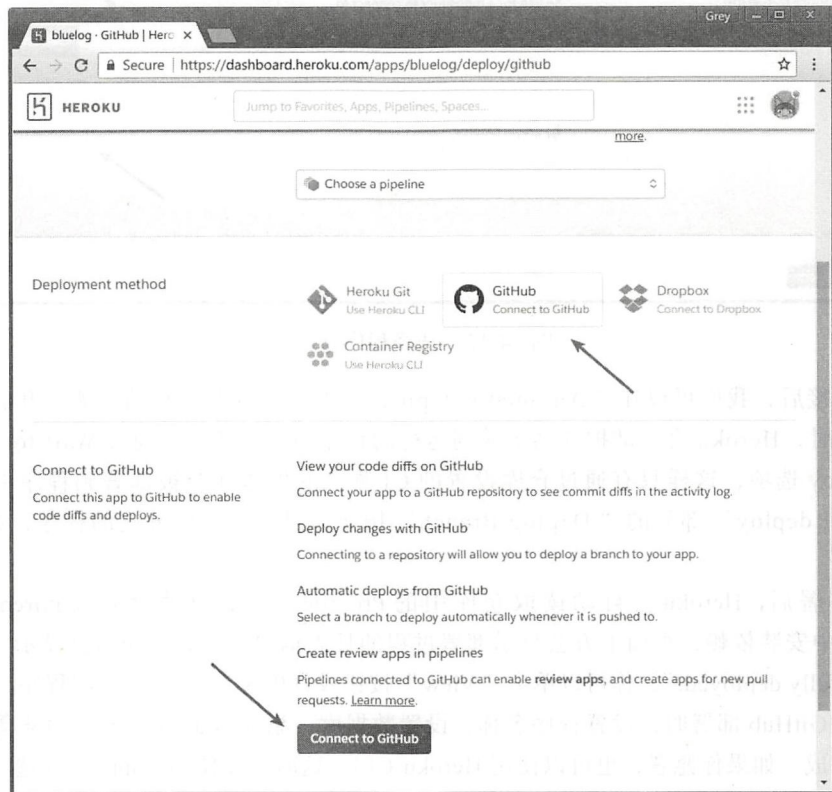 Grey
bluelog · GitHub | Herc
Secure | https://dashboard.heroku.com/apps/bluelog/deploy/github
HEROKU
Jump to Favorites, Apps, Pipelines, Spaces...
more.
Choose a pipeline
Deployment method
Heroku Git
Use Heroku CLI
GitHub
Connect to GitHub
Dropbox
Connect to Dropbox
Container Registry
Use Heroku CLI
Connect to GitHub
Connect this app to GitHub to enable
code diffs and deploys.
View your code diffs on GitHub
Connect your app to a GitHub repository to see commit diffs in the activity log.
Deploy changes with GitHub
Connecting to a repository will allow you to deploy a branch to your app.
Automatic deploys from GitHub
Select a branch to deploy automatically whenever it is pushed to.
Create review apps in pipelines
Pipelines connected to GitHub can enable review apps, and create apps for new pull
requests. Learn more.
Connect to GitHub